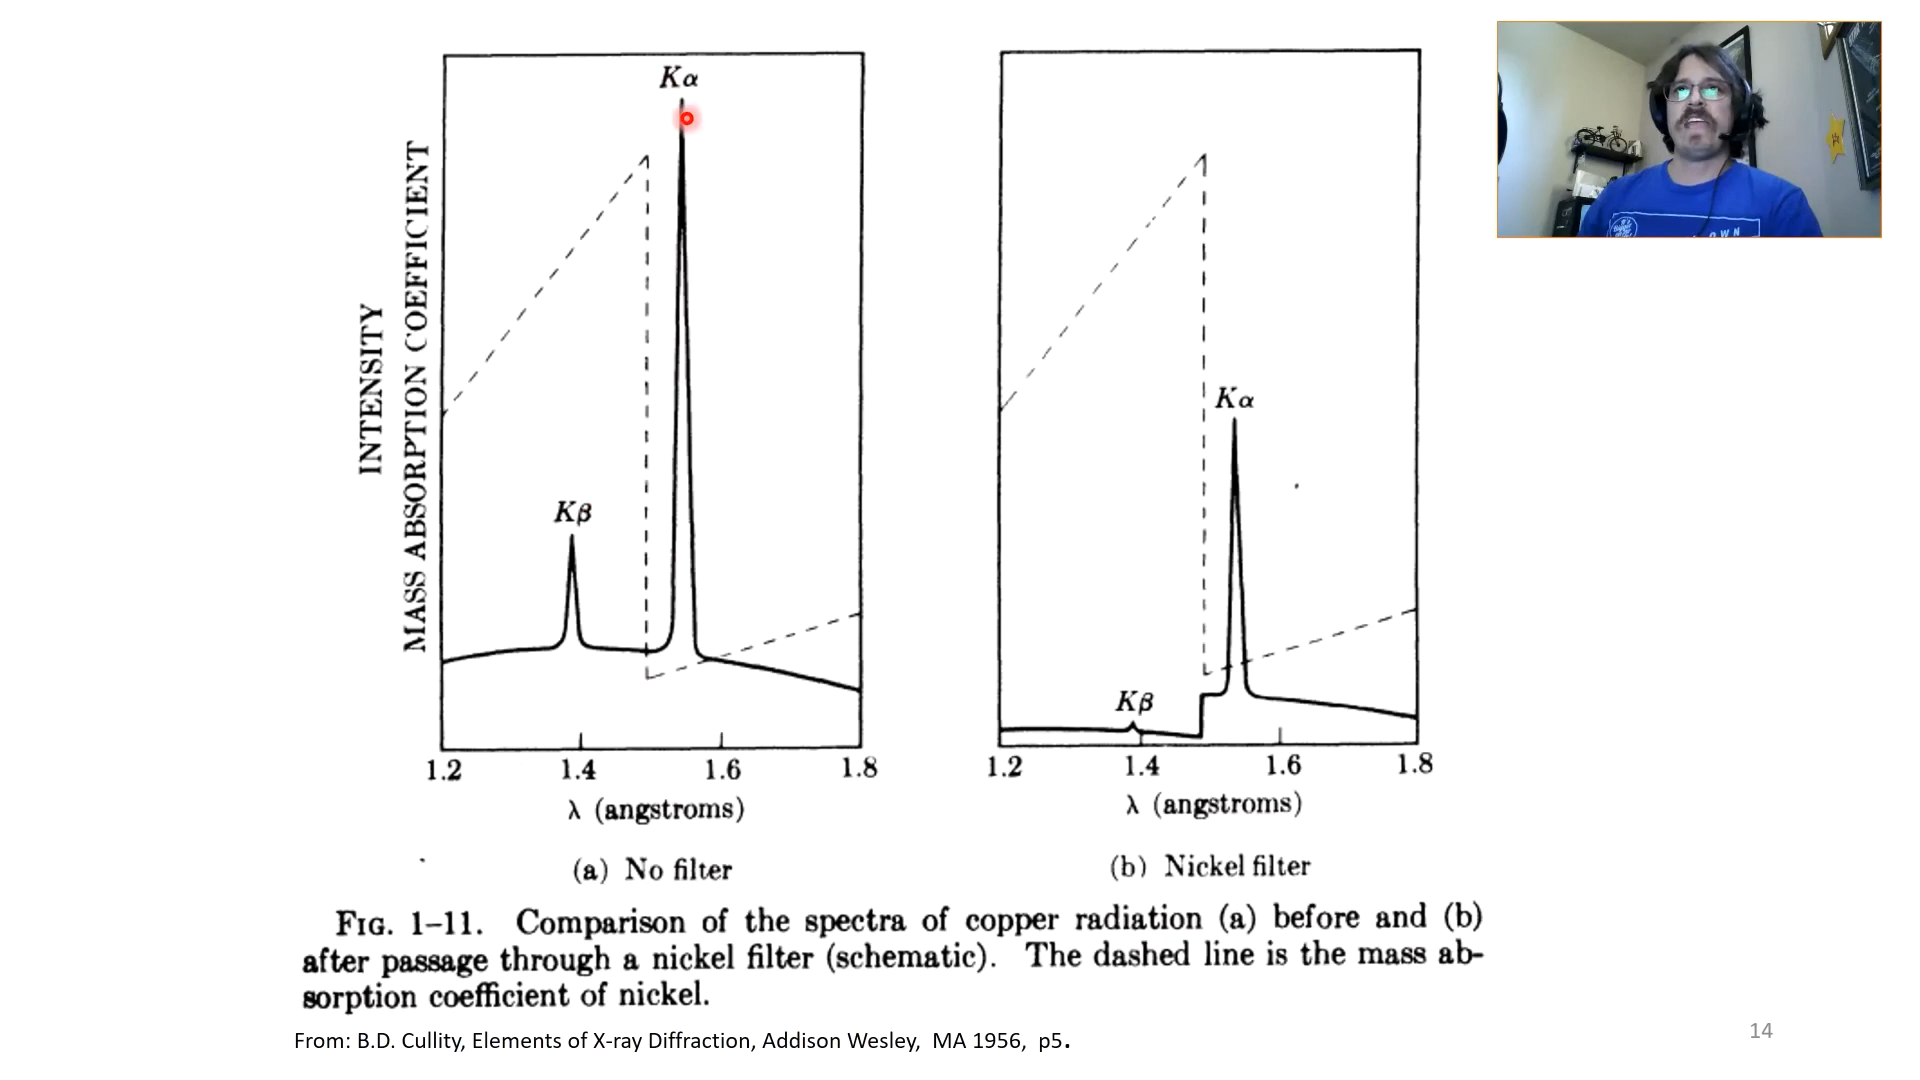 INTENSITY
MASS ABSORPTION COEFFICIENT
Kα
Kβ
1.2 1.4 1.6 1.8
λ (angstroms)
(a) No filter
Kα
Kβ
1.2 1.4 1.6 1.8
λ (angstroms)
(b) Nickel filter
FIG. 1–11. Comparison of the spectra of copper radiation (a) before and (b)
after passage through a nickel filter (schematic). The dashed line is the mass ab-
sorption coefficient of nickel.
From: B.D. Cullity, Elements of X-ray Diffraction, Addison Wesley, MA 1956, p5.
14